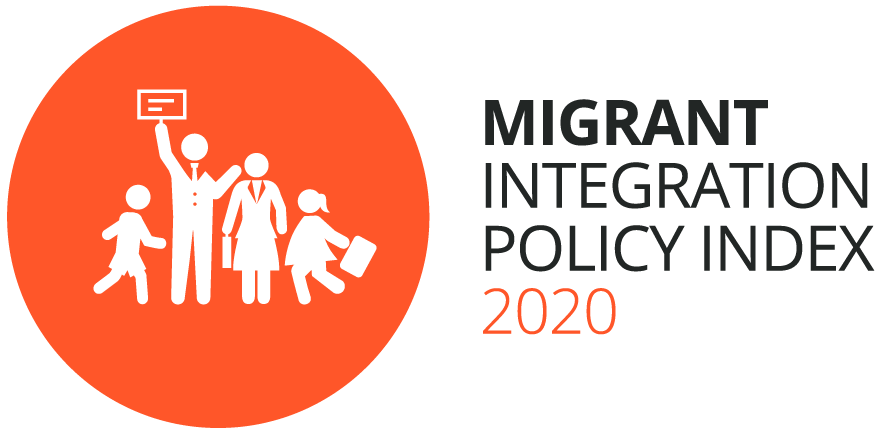 MIGRANT
INTEGRATION
POLICY INDEX
2020